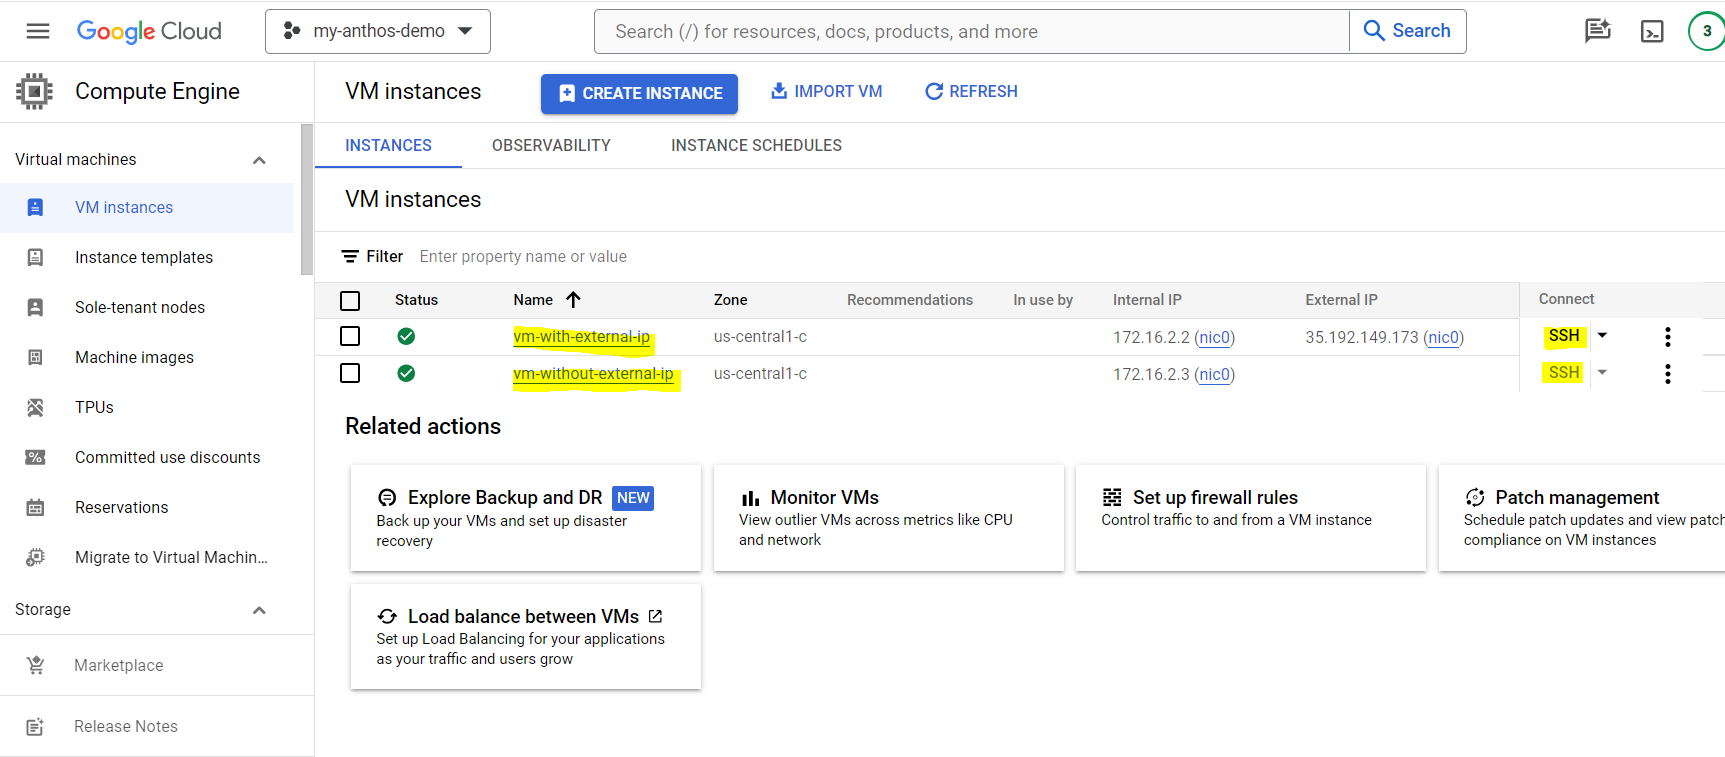 Google Cloud
my-anthos-demo
Search (/) for resources, docs, products, and more
Search
3
Compute Engine
VM instances
CREATE INSTANCE
IMPORT VM
REFRESH
Virtual machines
VM instances
Instance templates
Sole-tenant nodes
Machine images
TPUs
Committed use discounts
Reservations
Migrate to Virtual Machin...
Storage
Marketplace
Release Notes
INSTANCES OBSERVABILITY INSTANCE SCHEDULES
VM instances
Filter Enter property name or value
Status Name Zone Recommendations In use by Internal IP External IP Connect
vm-with-external-ip us-central1-c 172.16.2.2 (nic0) 35.192.149.173 (nic0) SSH
vm-without-external-ip us-central1-c 172.16.2.3 (nic0) SSH
Related actions
Explore Backup and DR NEW
Back up your VMs and set up disaster
recovery
Monitor VMs
View outlier VMs across metrics like CPU
and network
Set up firewall rules
Control traffic to and from a VM instance
Patch management
Schedule patch updates and view patch
compliance on VM instances
Load balance between VMs
Set up Load Balancing for your applications
as your traffic and users grow